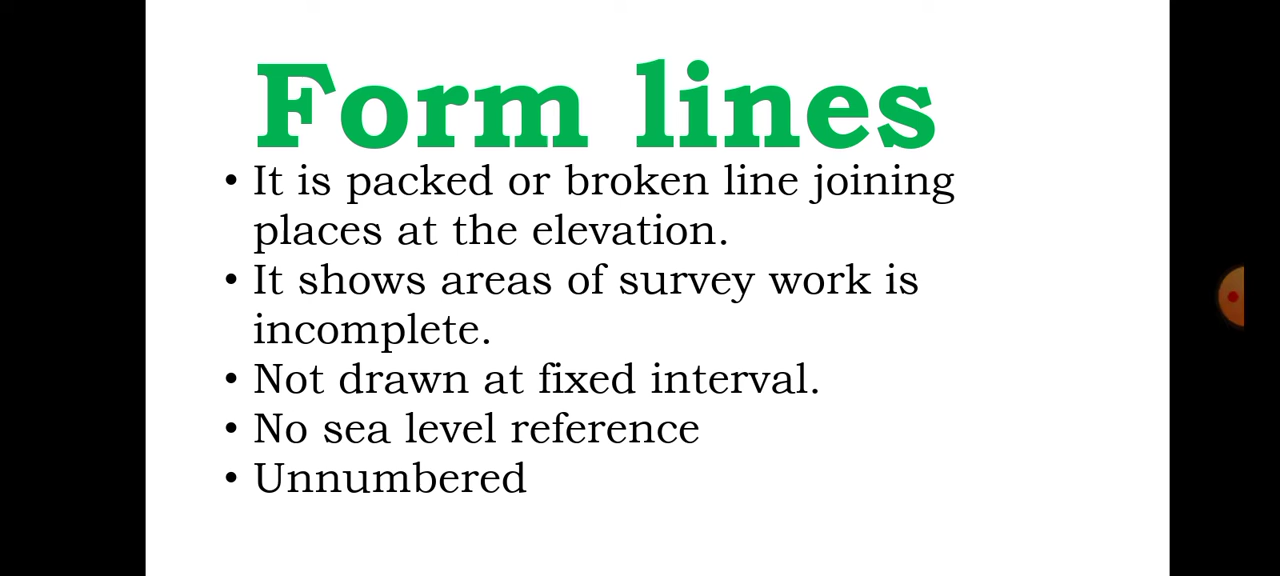 Form lines
• It is packed or broken line joining
places at the elevation.
• It shows areas of survey work is
incomplete.
• Not drawn at fixed interval.
• No sea level reference
• Unnumbered